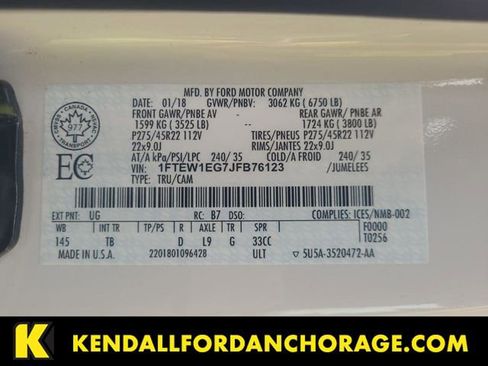 MFD. BY FORD MOTOR COMPANY
DATE: 01/18 GVWR/PNBV: 3062 KG ( 6750 LB)
FRONT GAWR/PNBE AV REAR GAWR/PNBE AR
1599 KG ( 3525 LB) 1724 KG ( 3800 LB)
P275/45R22 112V TIRES/PNEUS P275/45R22 112V
22x9.0J RIMS/JANTES 22x9.0J
AT/A kPa/PSI/LPC 240/ 35 COLD/A FROID 240/ 35
VIN: 1FTEW1EG7JFB76123 /JUMELEES
TYPE: TRU/CAM
CANADA
977
TRANSPORT
EC
EXT PNT: UG RC: B7 DSO: COMPLIES: ICES/NMB-002
WB INT TR TP/PS R AXLE TR SPR F0000
145 TB D L9 G 33CC T0256
MADE IN U.S.A. 2201801096428 ULT 5U5A-3520472-AA
K KENDALLFORDANCHORAGE.COM